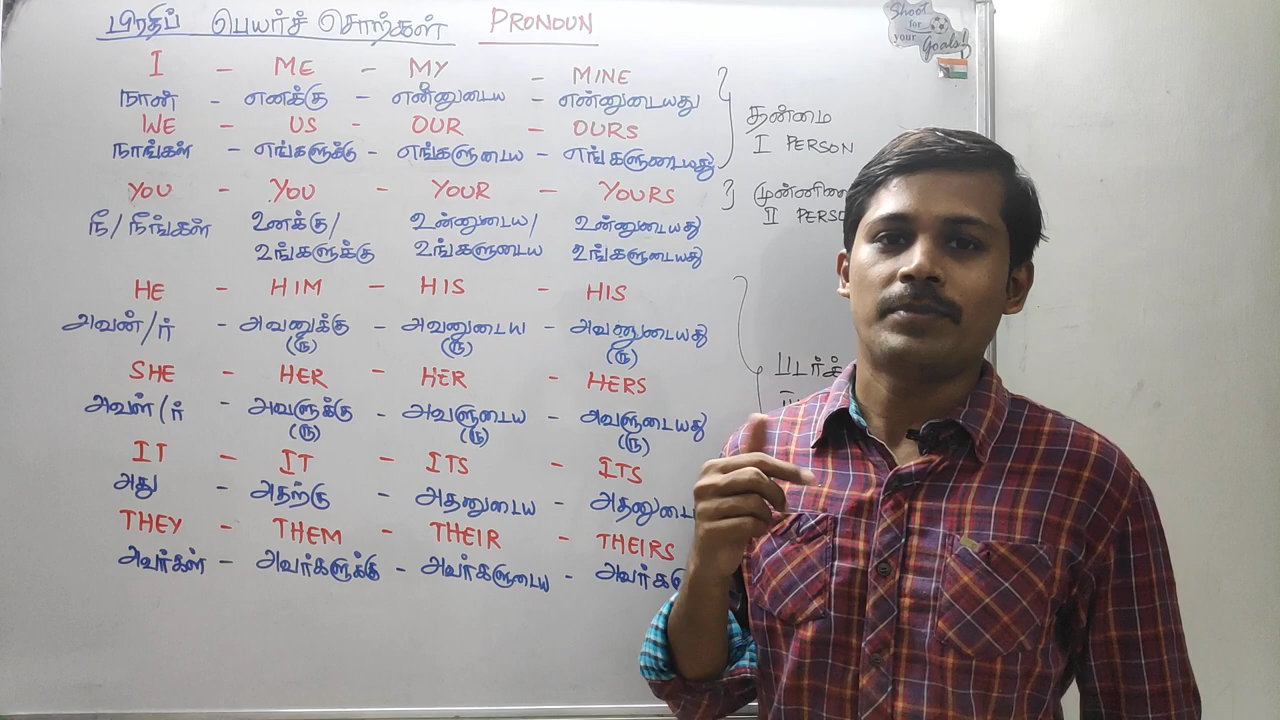 பிரதிப் பெயர்ச் சொற்கள் PRONOUN
I - ME - MY - MINE
நான் - எனக்கு - என்னுடைய - என்னுடையது
WE - US - OUR - OURS
நாங்கள் - எங்களுக்கு - எங்களுடைய - எங்களுடையது
தன்மை
I PERSON
YOU - YOU - YOUR - YOURS
நீ/நீங்கள் உனக்கு/ உன்னுடைய/ உன்னுடையது
உங்களுக்கு உங்களுடைய உங்களுடையது
II
HE - HIM - HIS - HIS
அவன்/ர் - அவனுக்கு - அவனுடைய - அவனுடையது
(ரு) (ரு) (ரு)
SHE - HER - HER - HERS
அவள்/ர் - அவளுக்கு - அவளுடைய - அவளுடையது
(ரு) (ரு) (ரு)
IT - IT - ITS - ITS
அது - அதற்கு - அதனுடைய -
THEY - THEM - THEIR - THEIRS
அவர்கள் - அவர்களுக்கு - அவர்களுடைய -
Shoot
for
your Goals!